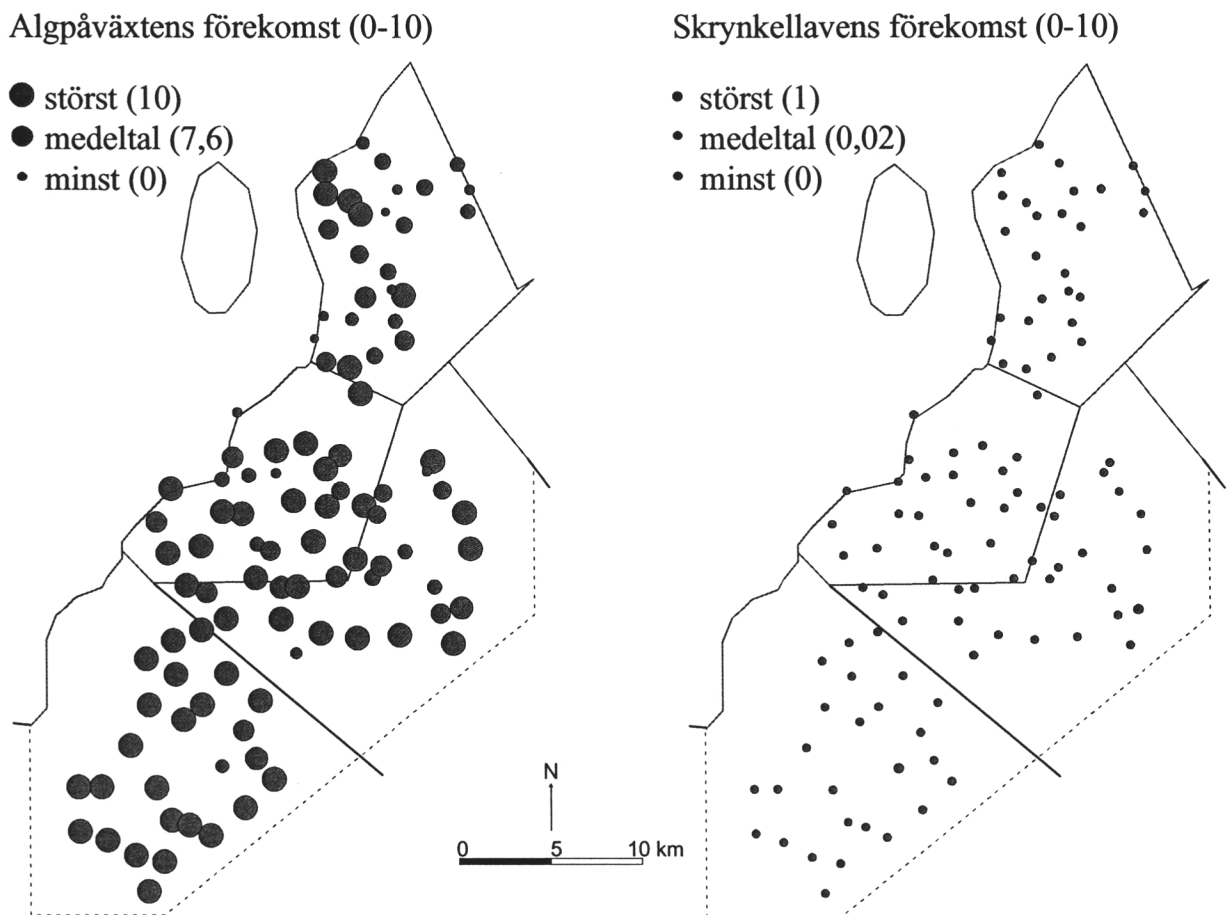 Algpåväxtens förekomst (0-10)
störst (10)
medeltal (7,6)
minst (0)
Skrynkellavens förekomst (0-10)
störst (1)
medeltal (0,02)
minst (0)
N
0 5 10 km